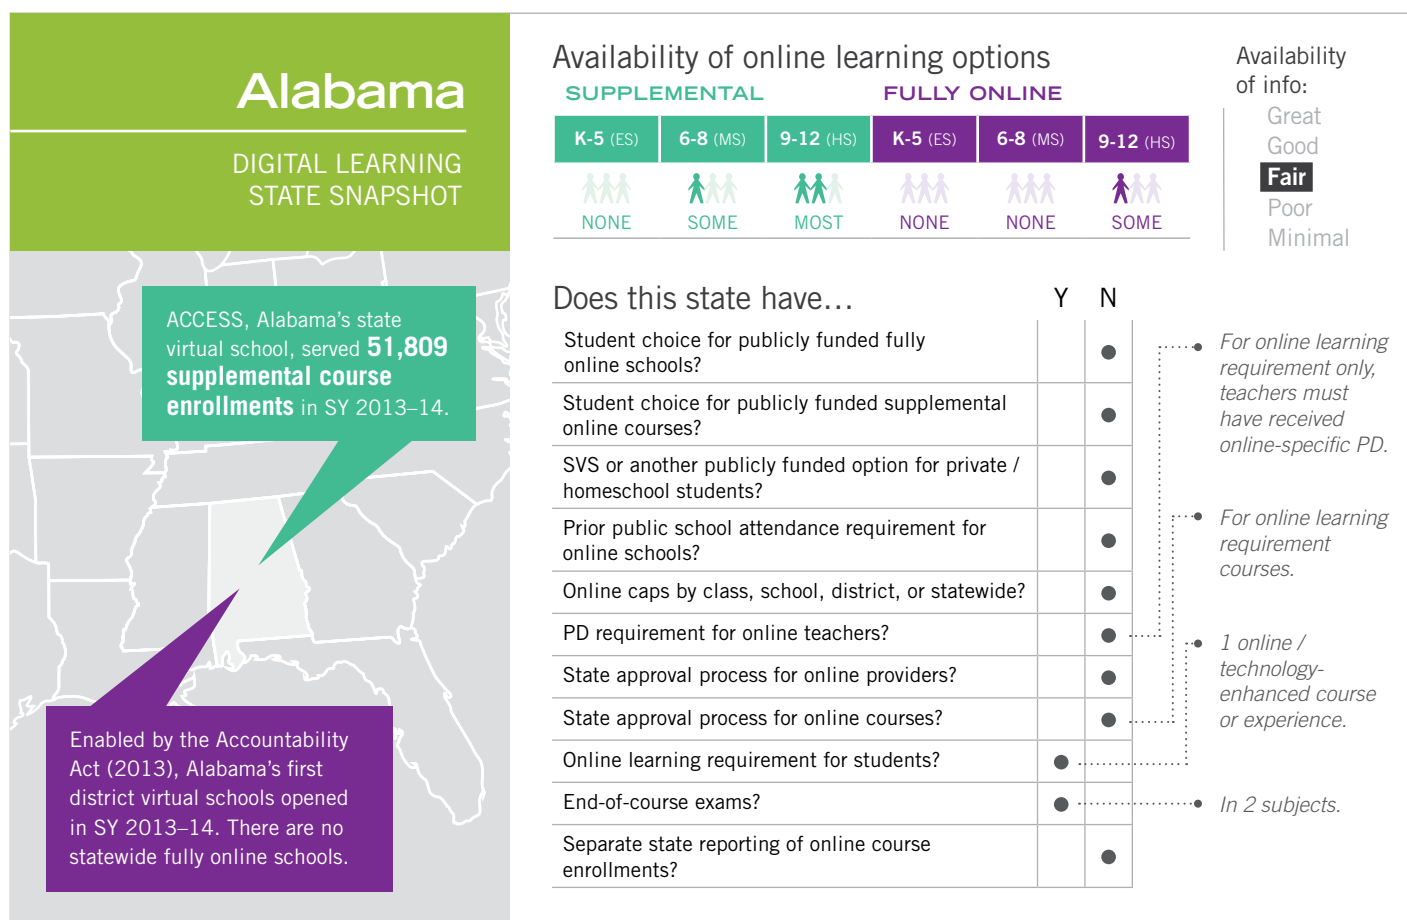 Alabama
DIGITAL LEARNING
STATE SNAPSHOT
ACCESS, Alabama's state
virtual school, served 51,809
supplemental course
enrollments in SY 2013–14.
Enabled by the Accountability
Act (2013), Alabama's first
district virtual schools opened
in SY 2013–14. There are no
statewide fully online schools.
Availability of online learning options
SUPPLEMENTAL FULLY ONLINE
K-5 (ES) 6-8 (MS) 9-12 (HS) K-5 (ES) 6-8 (MS) 9-12 (HS)
NONE SOME MOST NONE NONE SOME
Availability
of info:
Great
Good
Fair
Poor
Minimal
Does this state have… Y N
Student choice for publicly funded fully
online schools?
Student choice for publicly funded supplemental
online courses?
SVS or another publicly funded option for private /
homeschool students?
Prior public school attendance requirement for
online schools?
Online caps by class, school, district, or statewide?
PD requirement for online teachers?
State approval process for online providers?
State approval process for online courses?
Online learning requirement for students?
End-of-course exams?
Separate state reporting of online course
enrollments?
For online learning
requirement only,
teachers must
have received
online-specific PD.
For online learning
requirement
courses.
1 online /
technology-
enhanced course
or experience.
In 2 subjects.